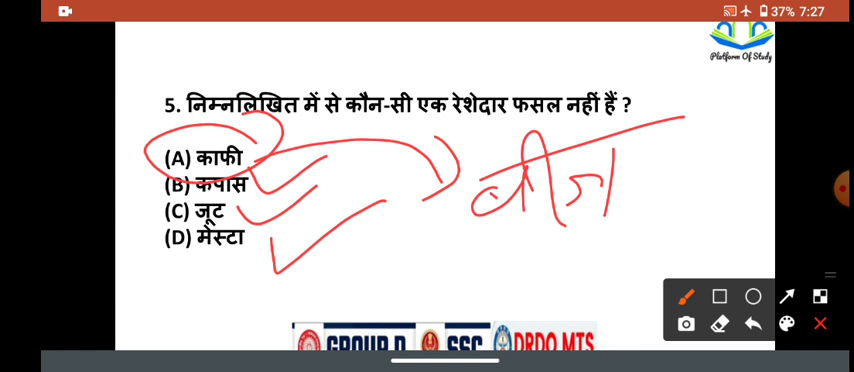 37% 7:27
Platform Of Study
5. निम्नलिखित में से कौन-सी एक रेशेदार फसल नहीं हैं ?
(A) काफी
(B) कपास
(C) जूट
(D) मेस्टा
बीज
GROUP D SSC DRDO MTS